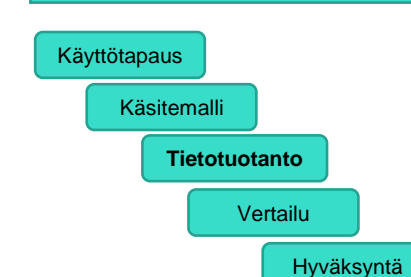 Käyttötapaus
Käsitemalli
Tietotuotanto
Vertailu
Hyväksyntä